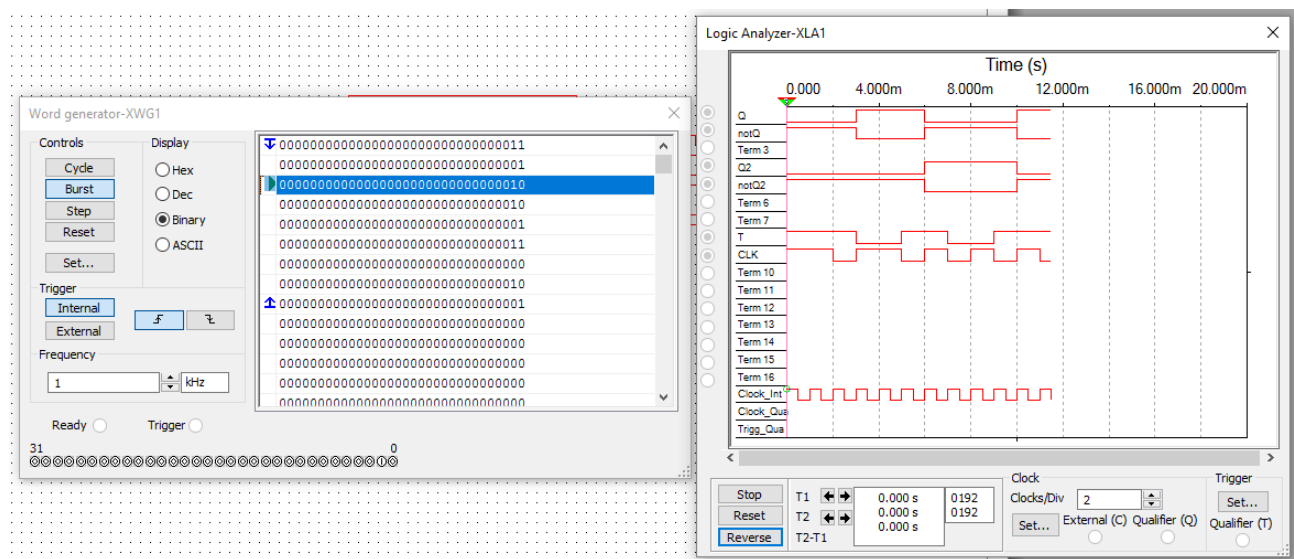 Word generator-XWG1
Controls
Cycle
Burst
Step
Reset
Set...
Display
Hex
Dec
Binary
ASCII
Trigger
Internal
External
Frequency
1 kHz
Ready
Trigger
31 0
00000000000000000000000000000011
00000000000000000000000000000001
00000000000000000000000000000010
00000000000000000000000000000010
00000000000000000000000000000001
00000000000000000000000000000011
00000000000000000000000000000000
00000000000000000000000000000010
00000000000000000000000000000001
00000000000000000000000000000000
00000000000000000000000000000000
00000000000000000000000000000000
00000000000000000000000000000000
00000000000000000000000000000000
Logic Analyzer-XLA1
Time (s)
0.000 4.000m 8.000m 12.000m 16.000m 20.000m
Q
notQ
Term 3
Q2
notQ2
Term 6
Term 7
T
CLK
Term 10
Term 11
Term 12
Term 13
Term 14
Term 15
Term 16
Clock_Int
Clock_Qua
Trigg_Qua
Stop
Reset
Reverse
T1 0.000 s 0192
T2 0.000 s 0192
T2-T1 0.000 s
Clock
Clocks/Div 2
Set... External (C) Qualifier (Q)
Trigger
Set...
Qualifier (T)